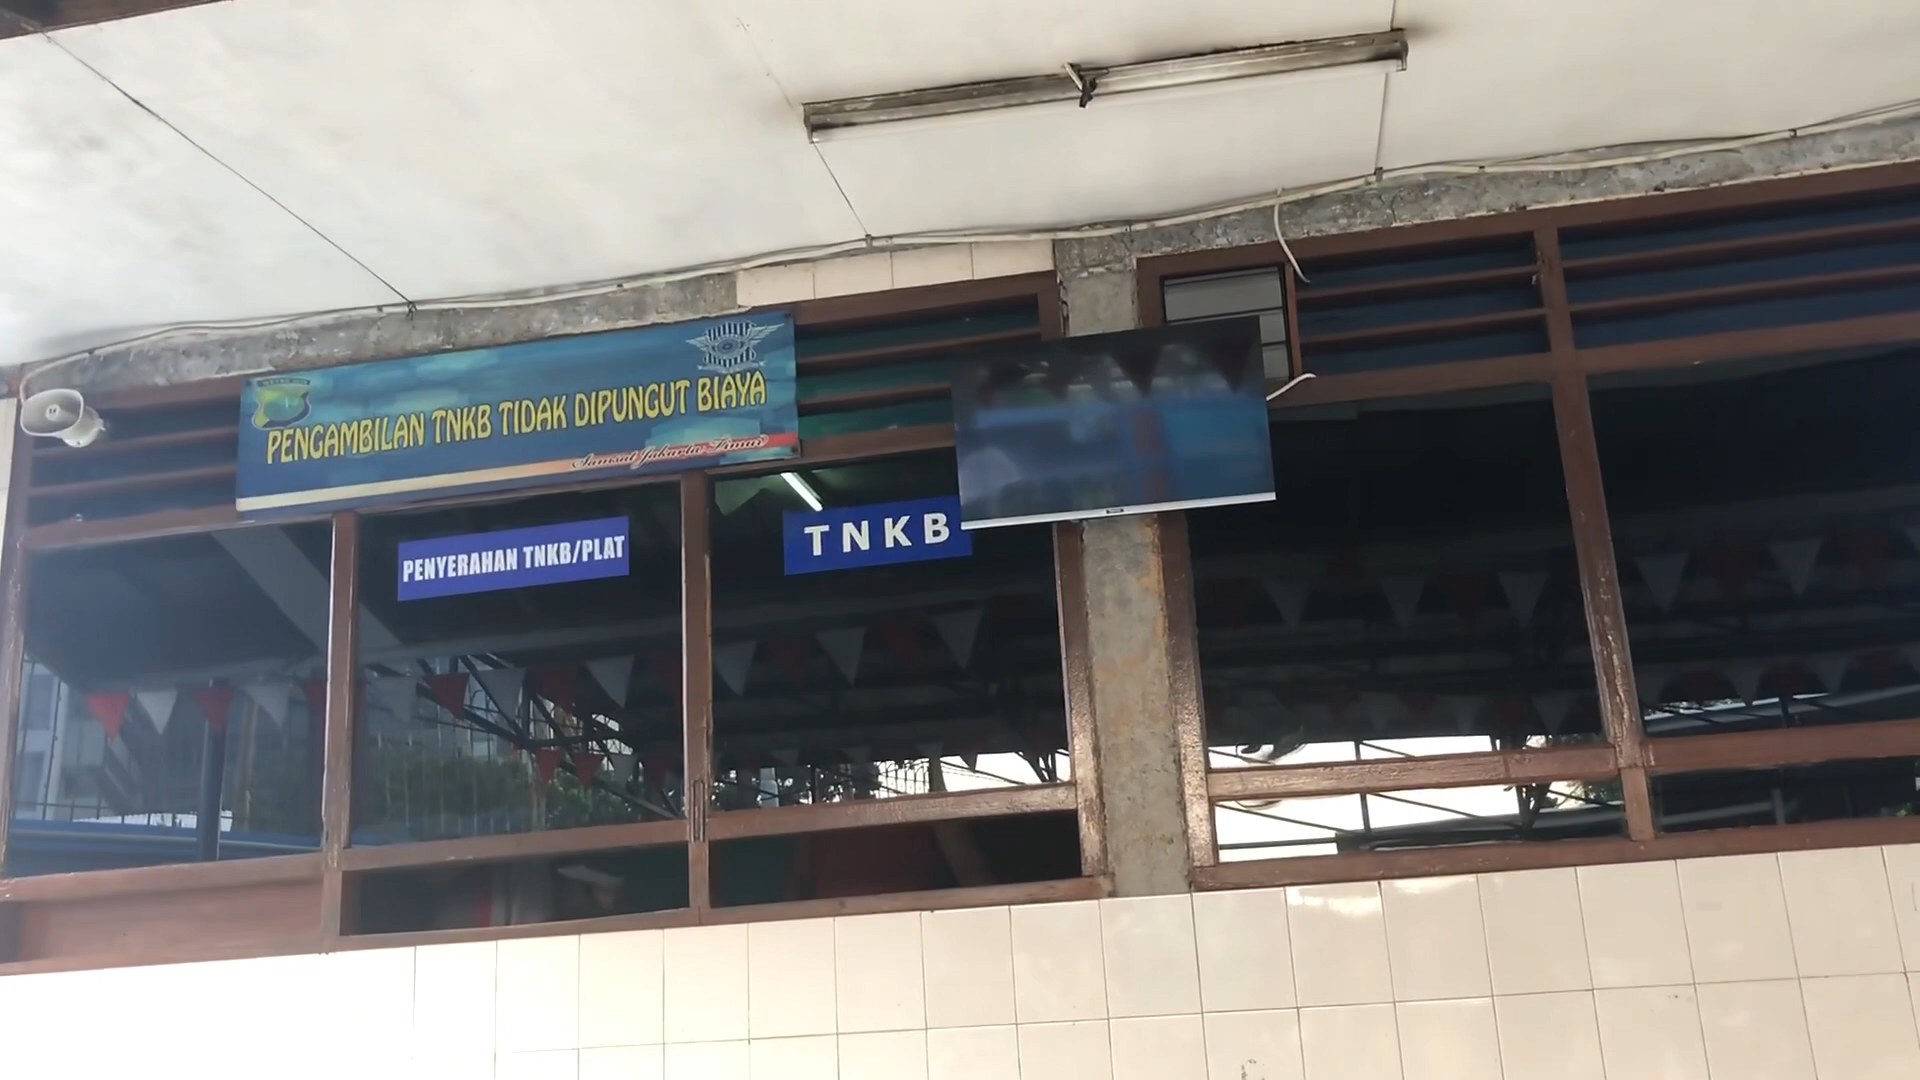 PENGAMBILAN TNKB TIDAK DIPUNGUT BIAYA
Samsat Jakarta Timur
PENYERAHAN TNKB/PLAT
TNKB